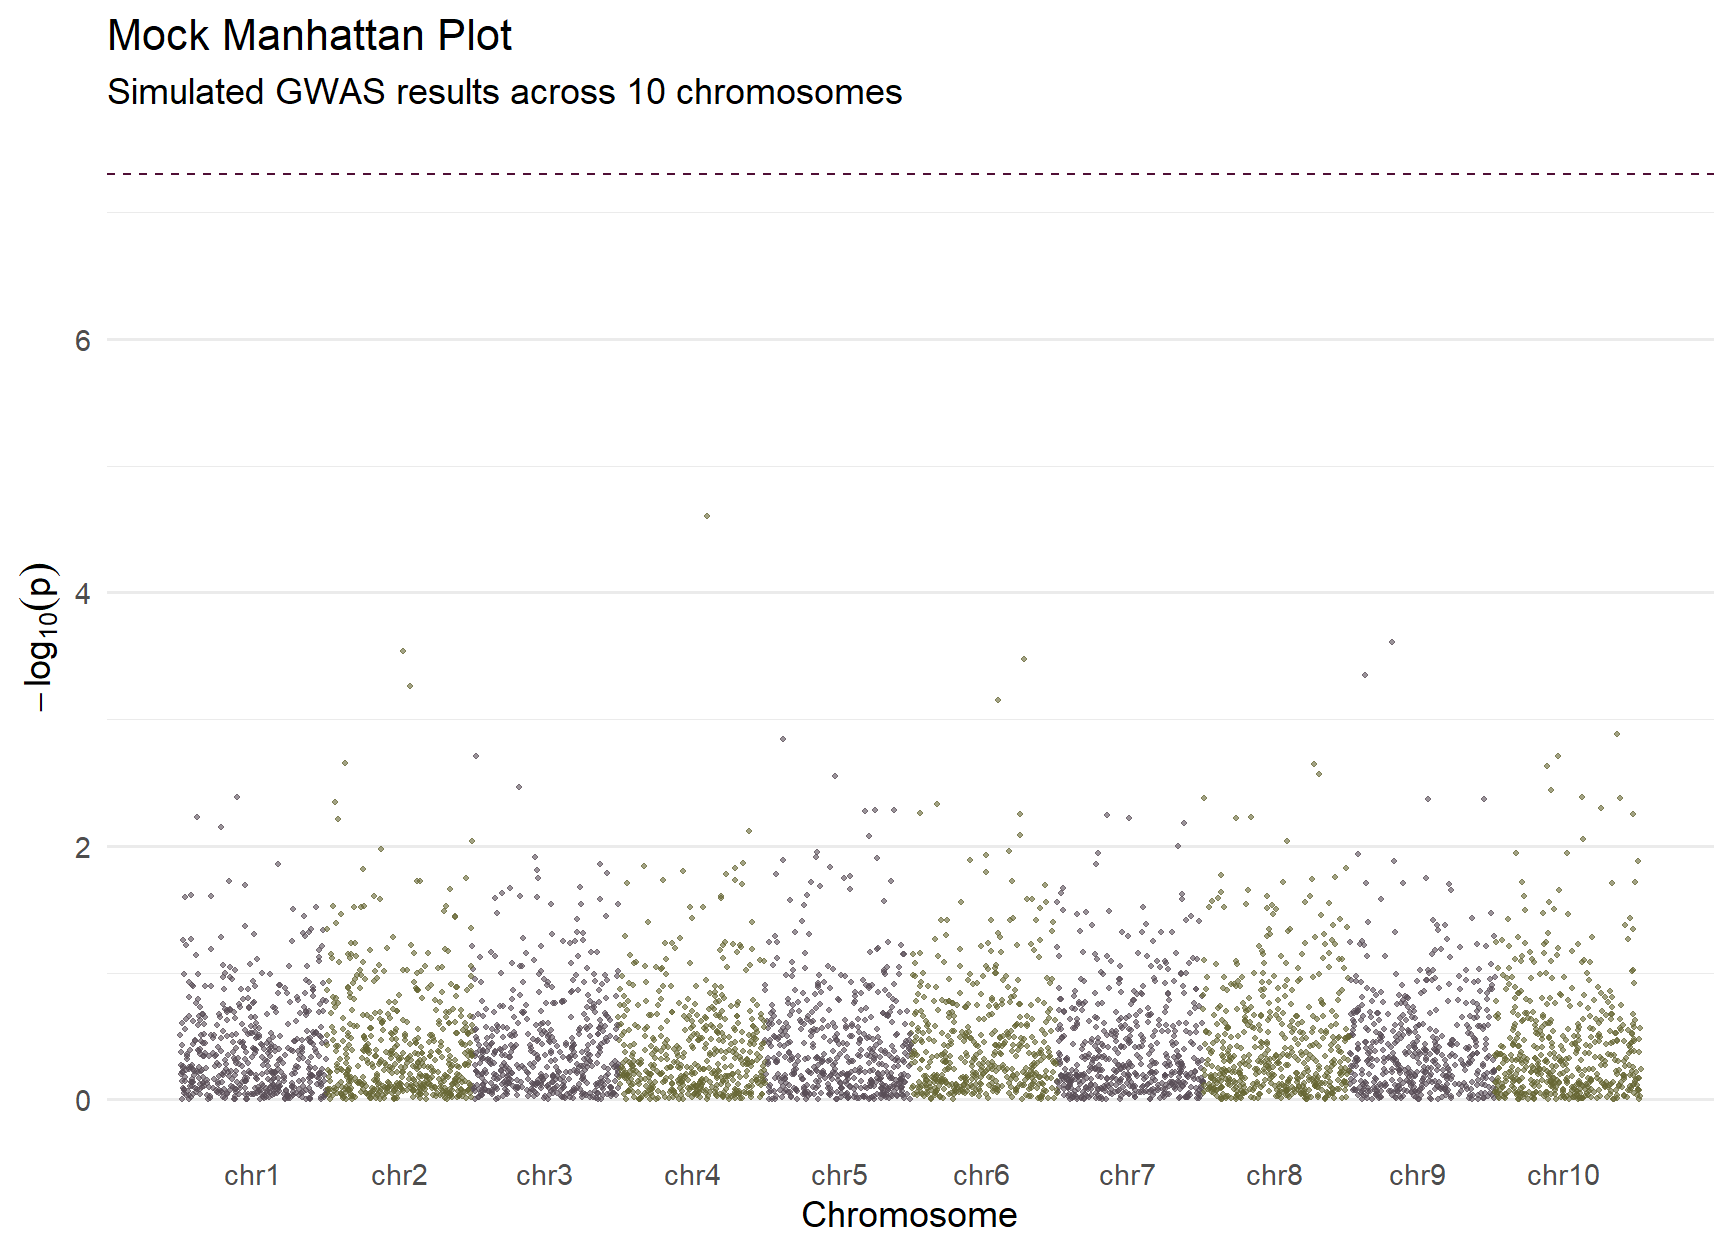 Mock Manhattan Plot
Simulated GWAS results across 10 chromosomes
−log₁₀(p)
6
4
2
0
chr1 chr2 chr3 chr4 chr5 chr6 chr7 chr8 chr9 chr10
Chromosome